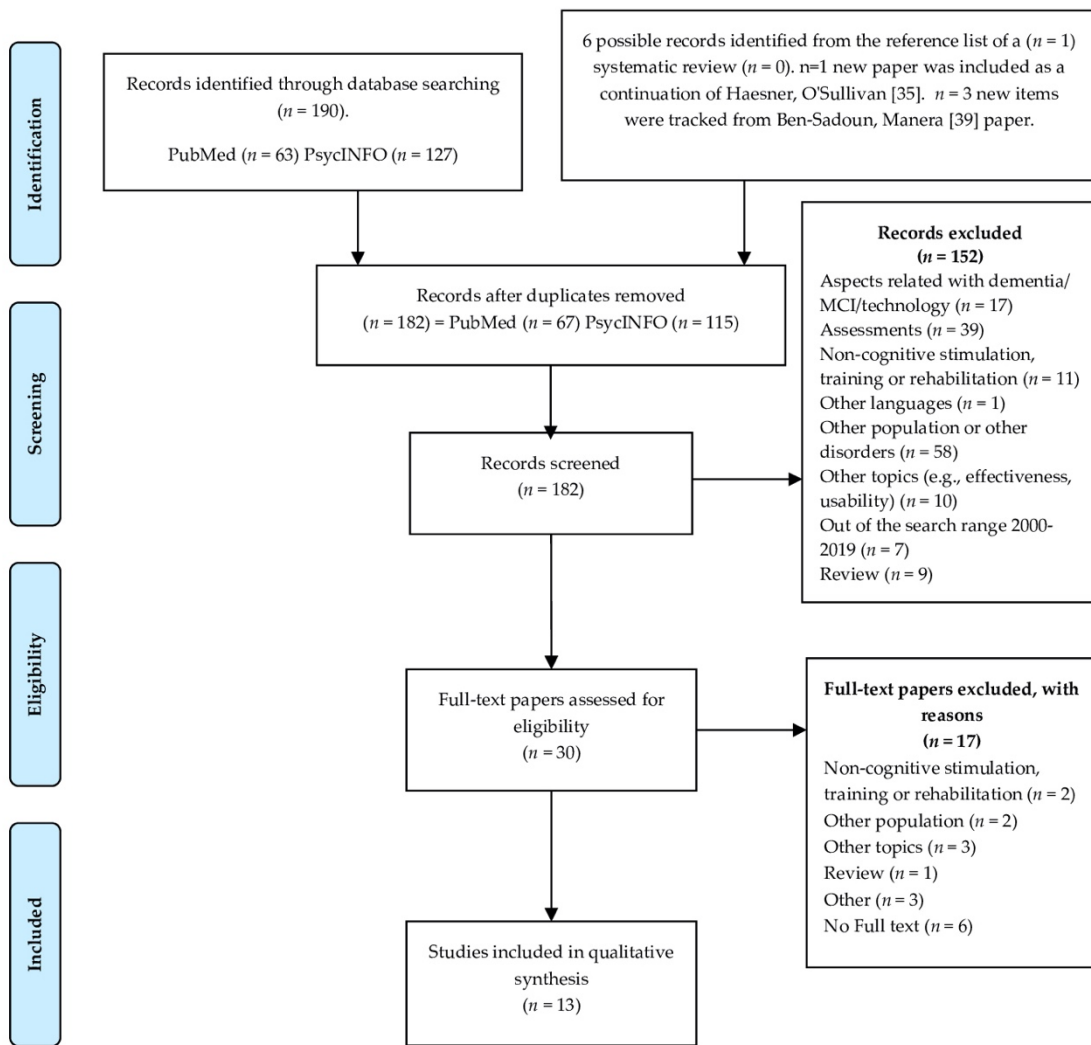 Identification
Records identified through database searching
(n = 190).
PubMed (n = 63) PsycINFO (n = 127)
6 possible records identified from the reference list of a (n = 1)
systematic review (n = 0). n=1 new paper was included as a
continuation of Haesner, O'Sullivan [35]. n = 3 new items
were tracked from Ben-Sadoun, Manera [39] paper.
Screening
Records after duplicates removed
(n = 182) = PubMed (n = 67) PsycINFO (n = 115)
Records screened
(n = 182)
Records excluded
(n = 152)
Aspects related with dementia/
MCI/technology (n = 17)
Assessments (n = 39)
Non-cognitive stimulation,
training or rehabilitation (n = 11)
Other languages (n = 1)
Other population or other
disorders (n = 58)
Other topics (e.g., effectiveness,
usability) (n = 10)
Out of the search range 2000-
2019 (n = 7)
Review (n = 9)
Eligibility
Full-text papers assessed for
eligibility
(n = 30)
Full-text papers excluded, with
reasons
(n = 17)
Non-cognitive stimulation,
training or rehabilitation (n = 2)
Other population (n = 2)
Other topics (n = 3)
Review (n = 1)
Other (n = 3)
No Full text (n = 6)
Included
Studies included in qualitative
synthesis
(n = 13)